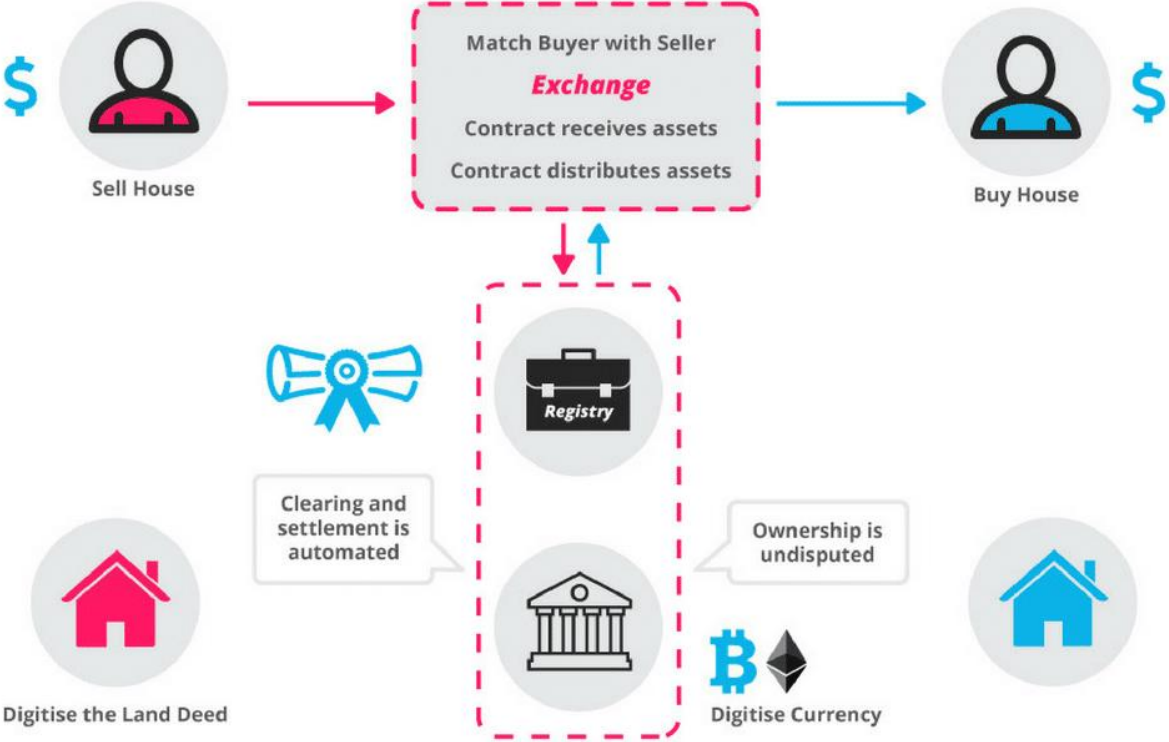 $
Match Buyer with Seller
Exchange
Contract receives assets
Contract distributes assets
$
Sell House
Buy House
Registry
Clearing and
settlement is
automated
Ownership is
undisputed
Digitise the Land Deed
Digitise Currency